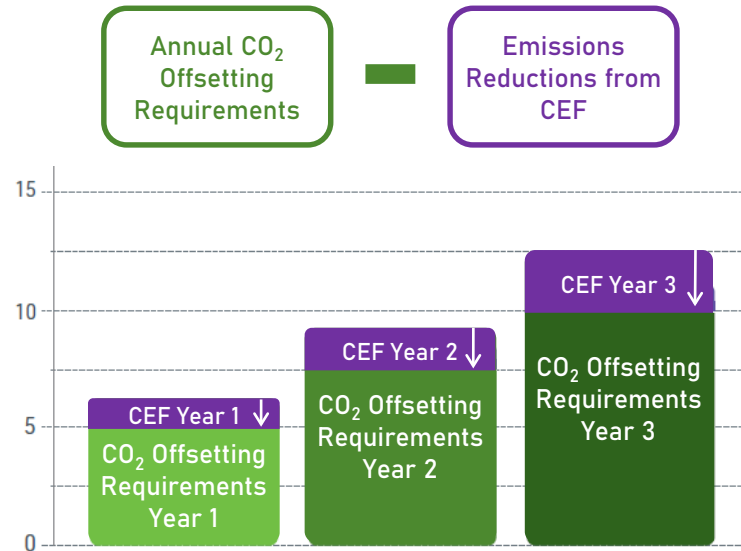 Annual CO₂
Offsetting
Requirements
Emissions
Reductions from
CEF
15
10
5
0
CEF Year 1
CO₂ Offsetting
Requirements
Year 1
CEF Year 2
CO₂ Offsetting
Requirements
Year 2
CEF Year 3
CO₂ Offsetting
Requirements
Year 3